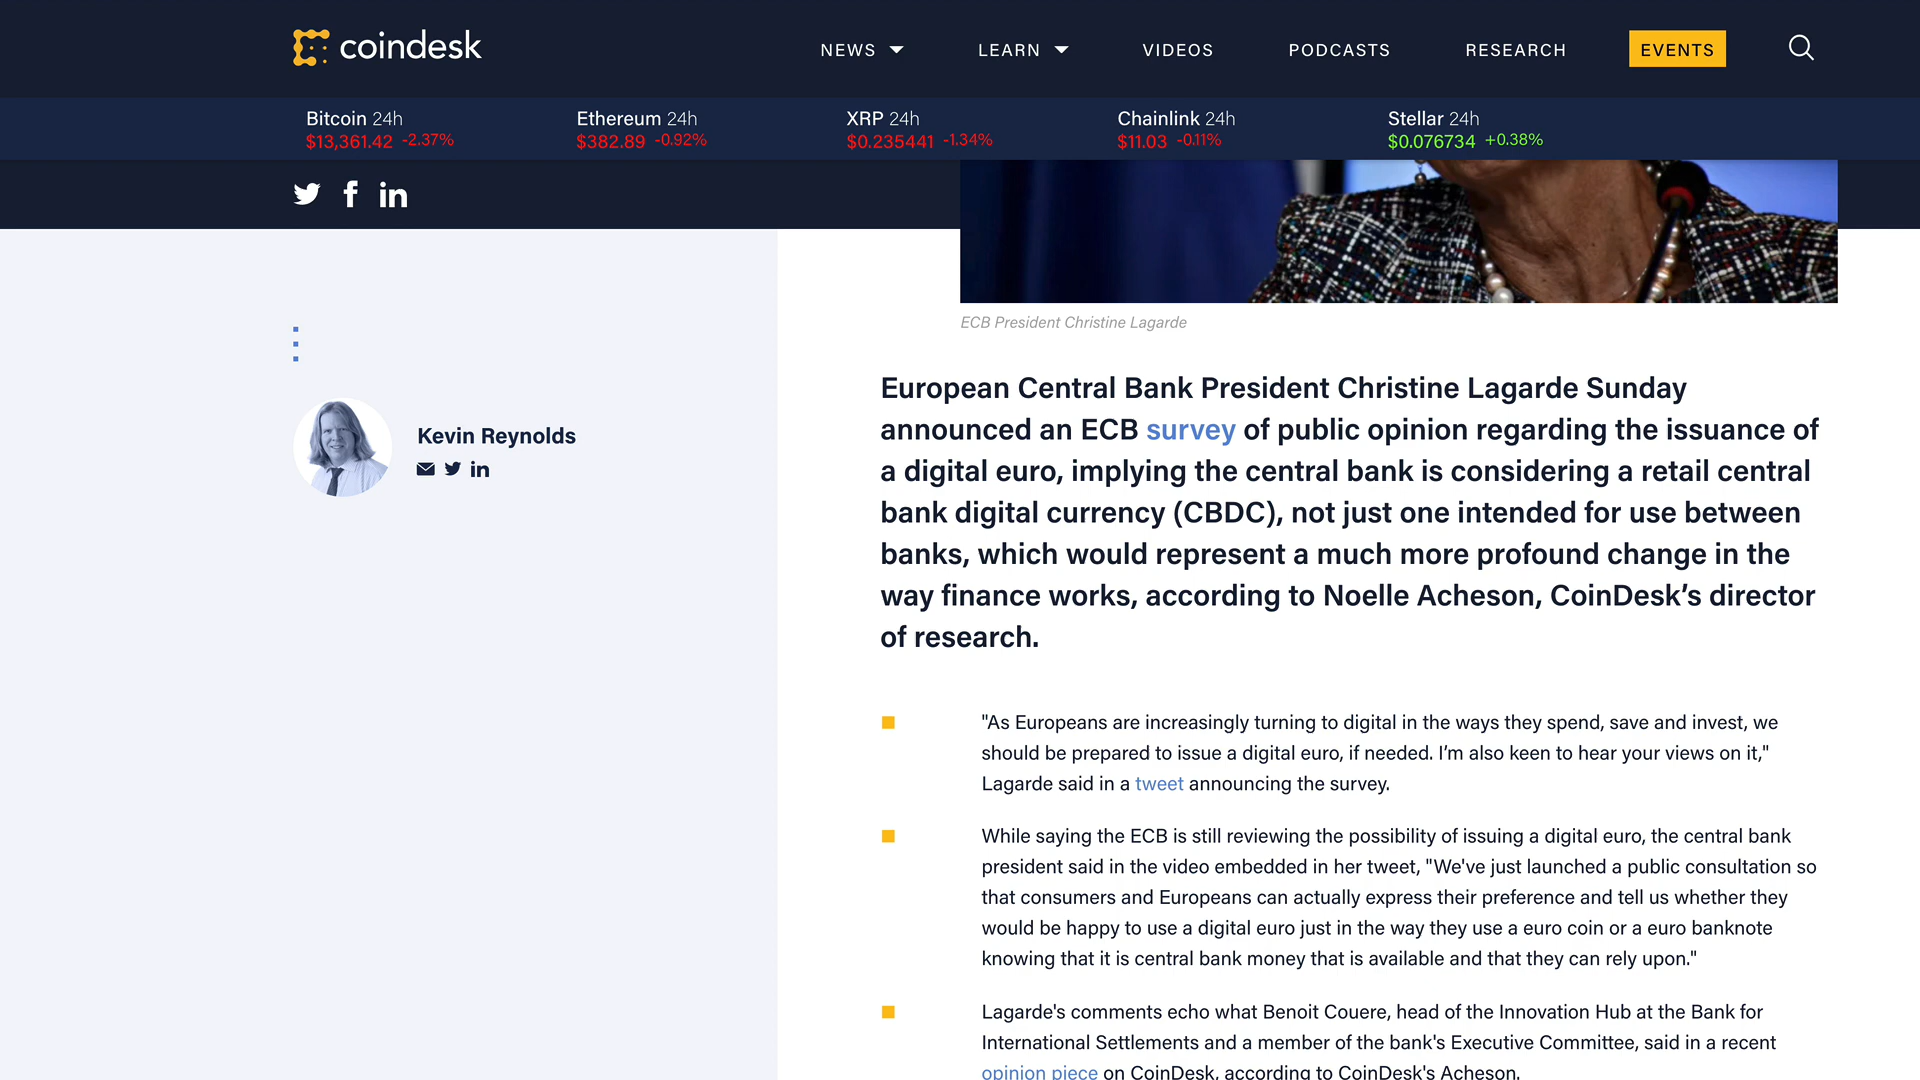 coindesk
NEWS LEARN VIDEOS PODCASTS RESEARCH EVENTS
Bitcoin 24h
$13,361.42 -2.37%
Ethereum 24h
$382.89 -0.92%
XRP 24h
$0.235441 -1.34%
Chainlink 24h
$11.03 -0.11%
Stellar 24h
$0.076734 +0.38%
ECB President Christine Lagarde
Kevin Reynolds
European Central Bank President Christine Lagarde Sunday
announced an ECB survey of public opinion regarding the issuance of
a digital euro, implying the central bank is considering a retail central
bank digital currency (CBDC), not just one intended for use between
banks, which would represent a much more profound change in the
way finance works, according to Noelle Acheson, CoinDesk’s director
of research.
"As Europeans are increasingly turning to digital in the ways they spend, save and invest, we
should be prepared to issue a digital euro, if needed. I’m also keen to hear your views on it,"
Lagarde said in a tweet announcing the survey.
While saying the ECB is still reviewing the possibility of issuing a digital euro, the central bank
president said in the video embedded in her tweet, "We've just launched a public consultation so
that consumers and Europeans can actually express their preference and tell us whether they
would be happy to use a digital euro just in the way they use a euro coin or a euro banknote
knowing that it is central bank money that is available and that they can rely upon."
Lagarde's comments echo what Benoit Couere, head of the Innovation Hub at the Bank for
International Settlements and a member of the bank's Executive Committee, said in a recent
opinion piece on CoinDesk, according to CoinDesk's Acheson.